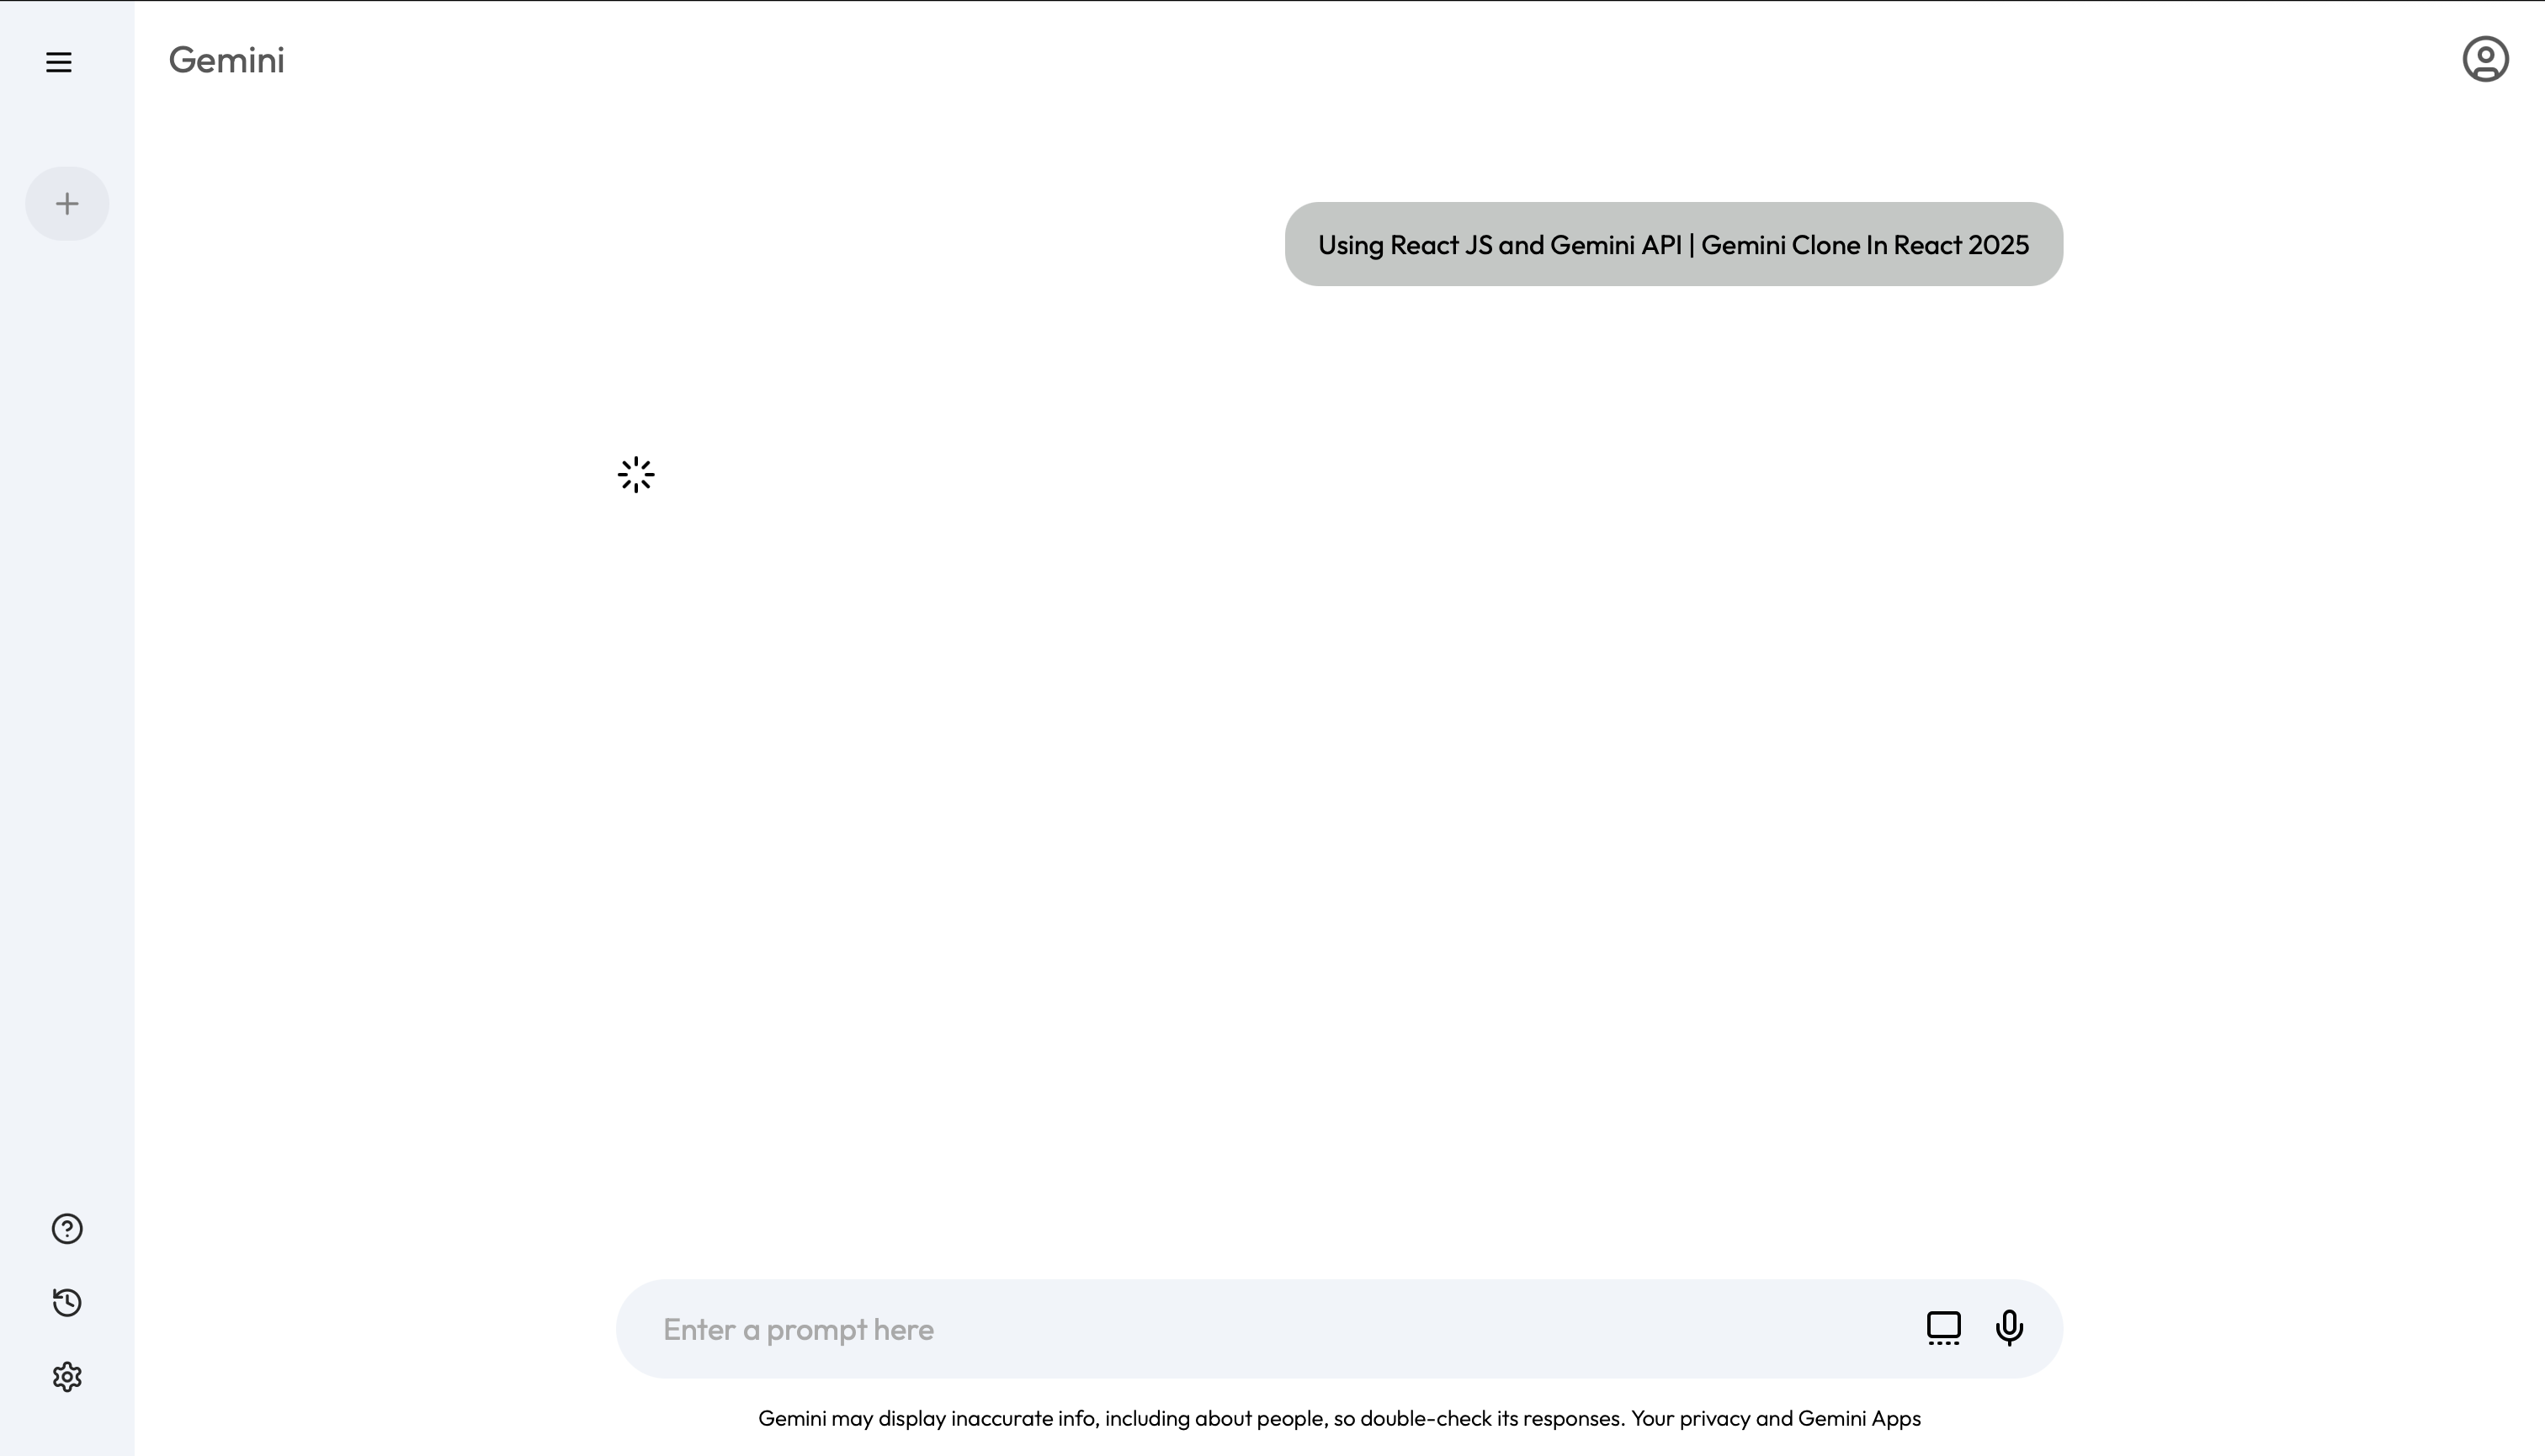 Gemini
Using React JS and Gemini API | Gemini Clone In React 2025
Enter a prompt here
Gemini may display inaccurate info, including about people, so double-check its responses. Your privacy and Gemini Apps